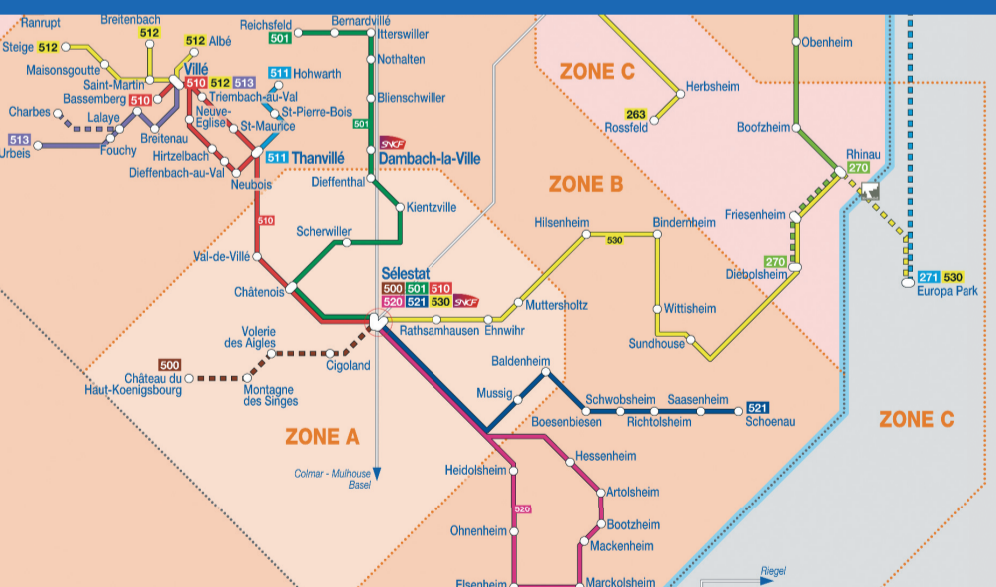 Ranrupt
Breitenbach
512
Steige 512
512 Albé
Maisonsgoutte
Saint-Martin
Villé
510 512 513
Bassemberg 510
Triembach-au-Val
Charbes
Lalaye
Neuve-
Eglise
St-Maurice
513
Urbeis
Fouchy
Breitenau
Hirtzelbach
Dieffenbach-au-Val
Neubois
511 Hohwarth
St-Pierre-Bois
511 Thanvillé
Reichsfeld
501
Bernardvillé
Itterswiller
Nothalten
Blienschwiller
501
SNCF
Dambach-la-Ville
Dieffenthal
Kientzville
Scherwiller
510
Val-de-Villé
Châtenois
Sélestat
500 501 510
520 521 530 SNCF
Rathsamhausen
Ennwihr
Muttersholtz
Hilsenheim
530
Bindernheim
Wittisheim
Sundhouse
ZONE C
263
Rossfeld
Herbsheim
ZONE B
Obenheim
Boofzheim
Rhinau
270
Friesenheim
270
Diebolsheim
271 530
Europa Park
ZONE C
Volerie
des Aigles
Cigoland
500
Château du
Haut-Koenigsbourg
Montagne
des Singes
ZONE A
Colmar - Mulhouse
Basel
Baldenheim
Mussig
Boesenbiesen
Schwobsheim
Richtolsheim
Saasenheim
521
Schoenau
Heidolsheim
Hessenheim
Artolsheim
520
Ohnenheim
Bootzheim
Mackenheim
Elsenheim
Marckolsheim
Riegel